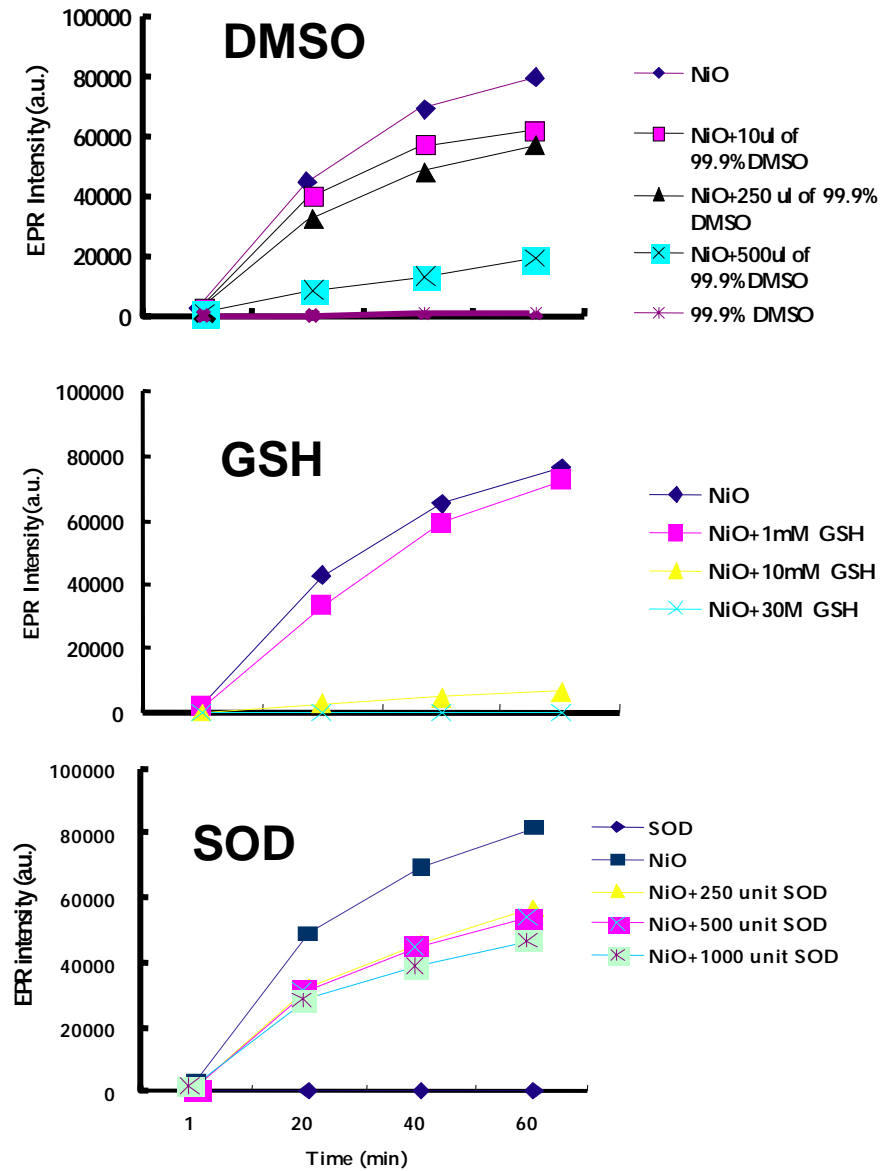 DMSO
EPR Intensity(a.u.)
100000
80000
60000
40000
20000
0
NiO
NiO+10ul of
99.9%DMSO
NiO+250 ul of 99.9%
DMSO
NiO+500ul of
99.9%DMSO
99.9% DMSO
GSH
EPR Intensity(a.u.)
100000
80000
60000
40000
20000
0
NiO
NiO+1mM GSH
NiO+10mM GSH
NiO+30M GSH
SOD
EPR intensity (a.u.)
100000
80000
60000
40000
20000
0
1 20 40 60
Time (min)
SOD
NiO
NiO+250 unit SOD
NiO+500 unit SOD
NiO+1000 unit SOD